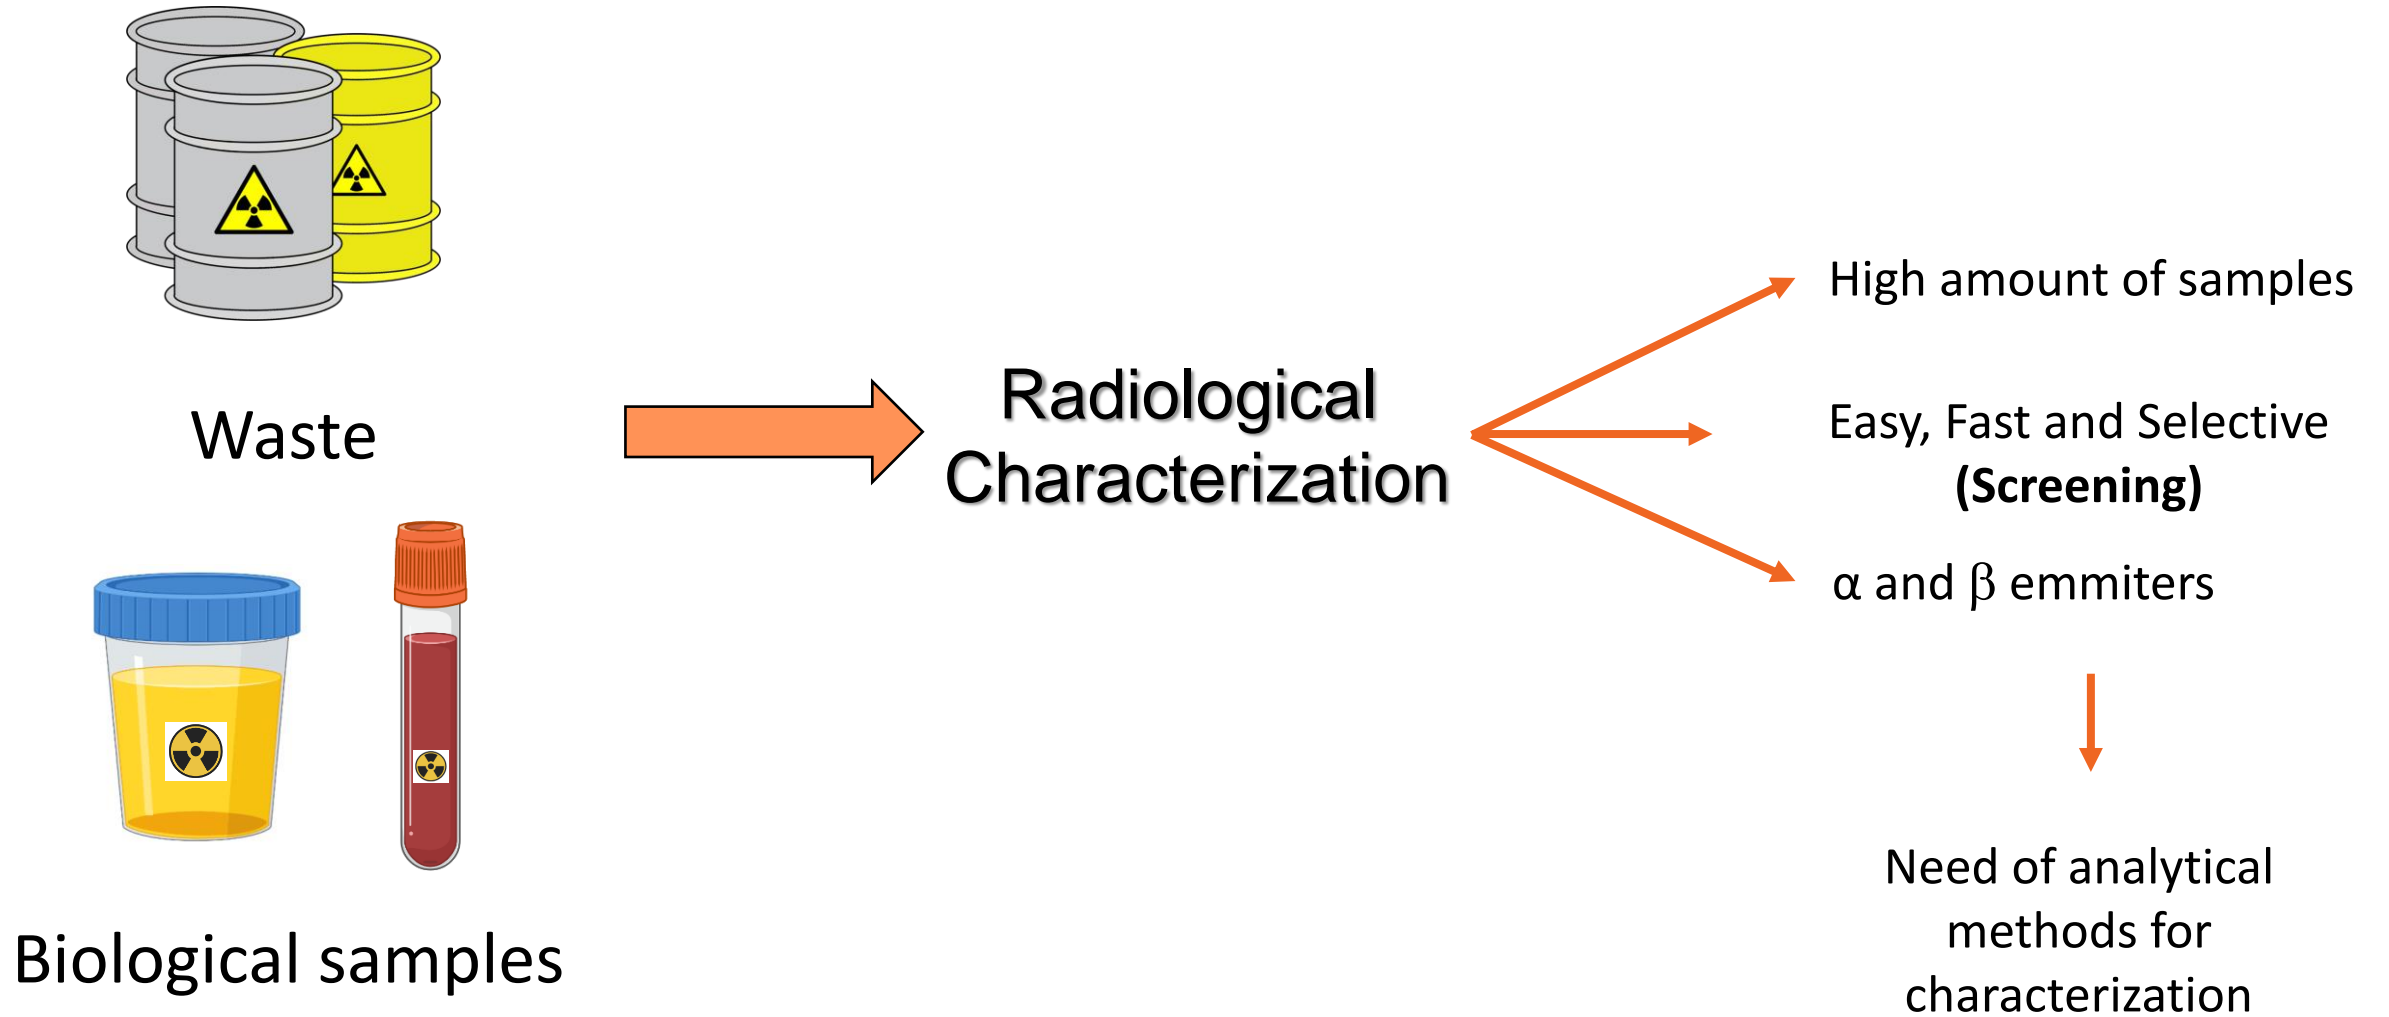 Waste
Biological samples
Radiological
Characterization
High amount of samples
Easy, Fast and Selective
(Screening)
α and β emmiters
Need of analytical
methods for
characterization